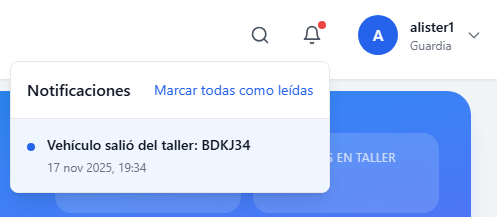 A
alister1
Guardia
Notificaciones
Marcar todas como leídas
Vehículo salió del taller: BDKJ34
17 nov 2025, 19:34
EN TALLER